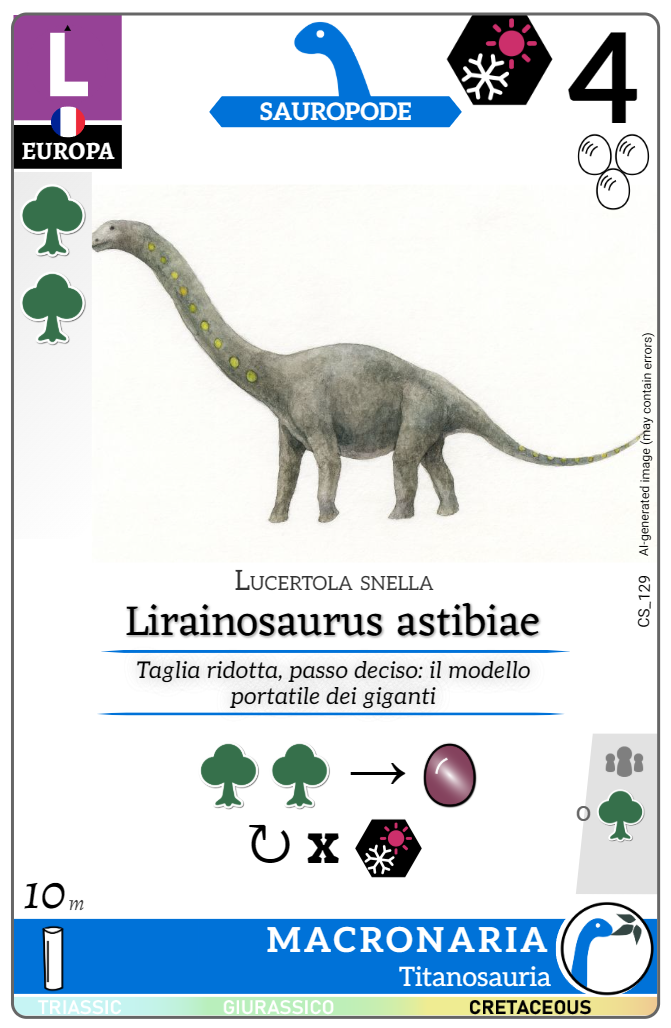 L
EUROPA
SAUROPODE
4
AI-generated image (may contain errors)
CS_129
Lucertola snella
Lirainosaurus astibiae
Taglia ridotta, passo deciso: il modello
portatile dei giganti
x
o
10 m
MACRONARIA
Titanosauria
TRIASSIC
GIURASSICO
CRETACEOUS